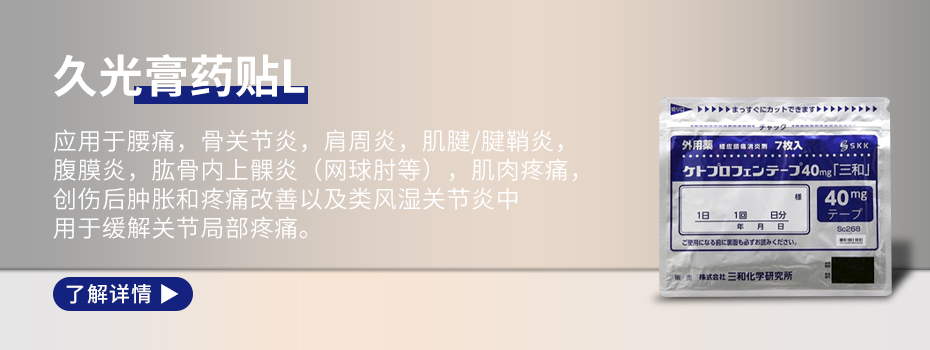 久光膏药贴L
应用于腰痛，骨关节炎，肩周炎，肌腱/腱鞘炎，
腹膜炎，肱骨内上髁炎（网球肘等），肌肉疼痛，
创伤后肿胀和疼痛改善以及类风湿关节炎中
用于缓解关节局部疼痛。
了解详情 ▶
まっすぐにカットできます
チャック
外用薬 経皮鎮痛消炎剤 7枚入 SKK
ケトプロフェンテープ40mg「三和」
様
40mg
テープ
1日 1回 日分
年 月 日
Sc268
ご使用になる前に裏面も必ずお読みください。
株式会社 三和化学研究所